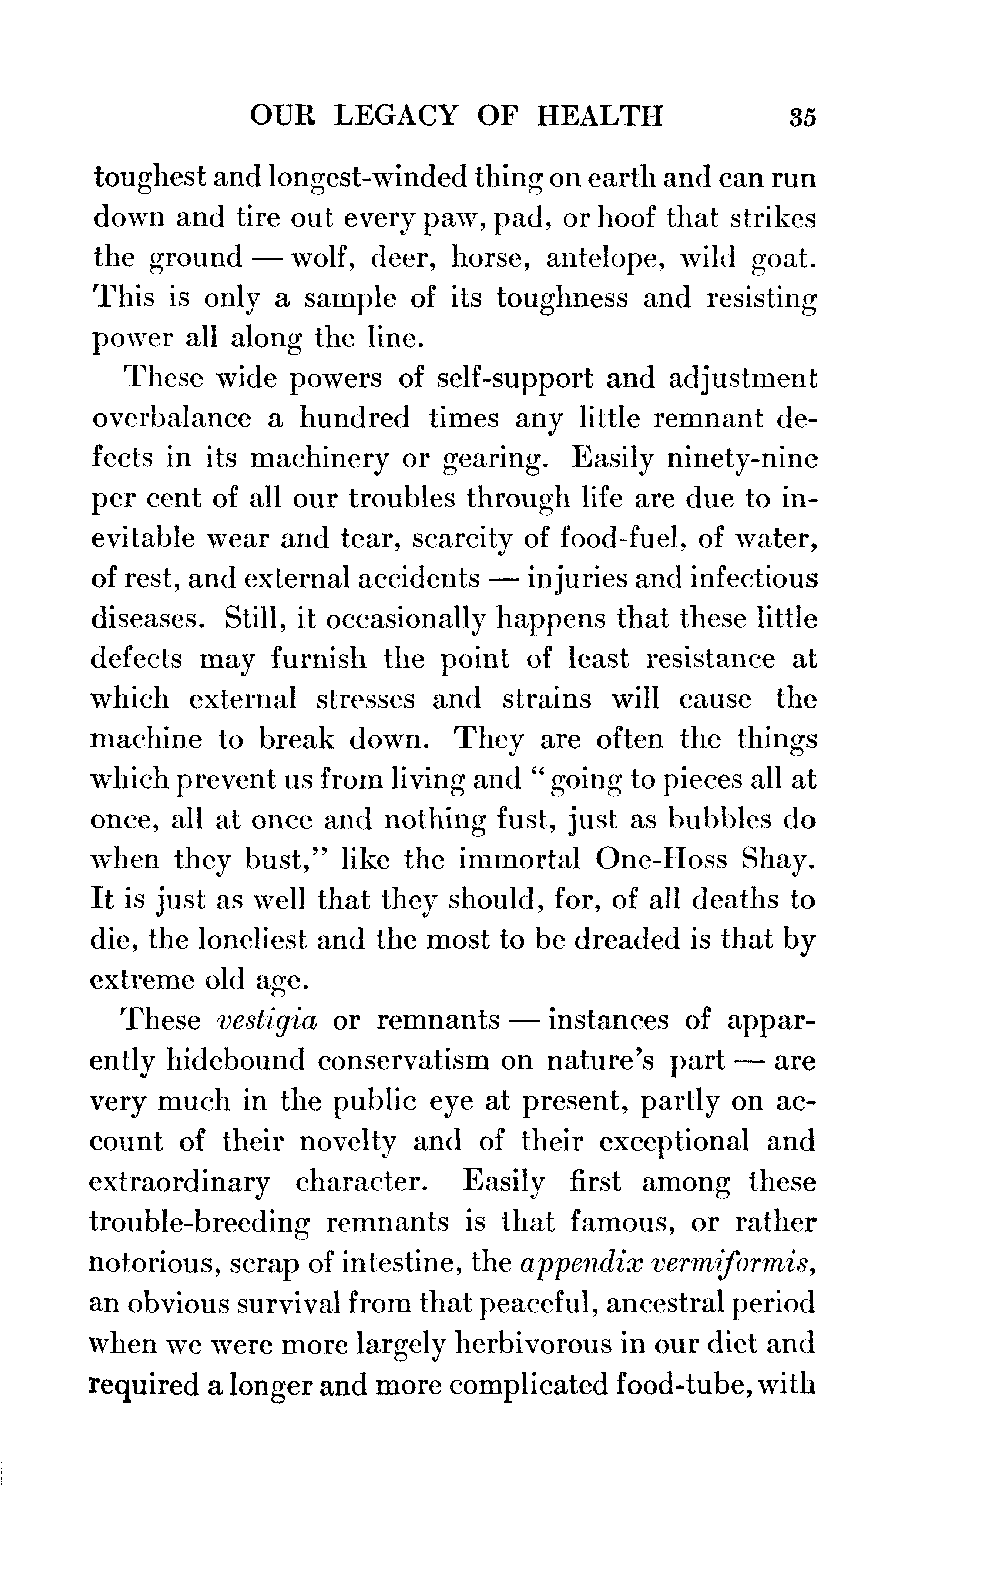 OUR LEGACY OF HEALTH 35
toughest and longest-winded thing on earth and can run
down and tire out every paw, pad, or hoof that strikes
the ground — wolf, deer, horse, antelope, wild goat.
This is only a sample of its toughness and resisting
power all along the line.
These wide powers of self-support and adjustment
overbalance a hundred times any little remnant de-
fects in its machinery or gearing. Easily ninety-nine
per cent of all our troubles through life are due to in-
evitable wear and tear, scarcity of food-fuel, of water,
of rest, and external accidents — injuries and infectious
diseases. Still, it occasionally happens that these little
defects may furnish the point of least resistance at
which external stresses and strains will cause the
machine to break down. They are often the things
which prevent us from living and “going to pieces all at
once, all at once and nothing fust, just as bubbles do
when they bust,” like the immortal One-Hoss Shay.
It is just as well that they should, for, of all deaths to
die, the loneliest and the most to be dreaded is that by
extreme old age.
These vestigia or remnants — instances of appar-
ently hidebound conservatism on nature’s part — are
very much in the public eye at present, partly on ac-
count of their novelty and of their exceptional and
extraordinary character. Easily first among these
trouble-breeding remnants is that famous, or rather
notorious, scrap of intestine, the appendix vermiformis,
an obvious survival from that peaceful, ancestral period
when we were more largely herbivorous in our diet and
required a longer and more complicated food-tube, with